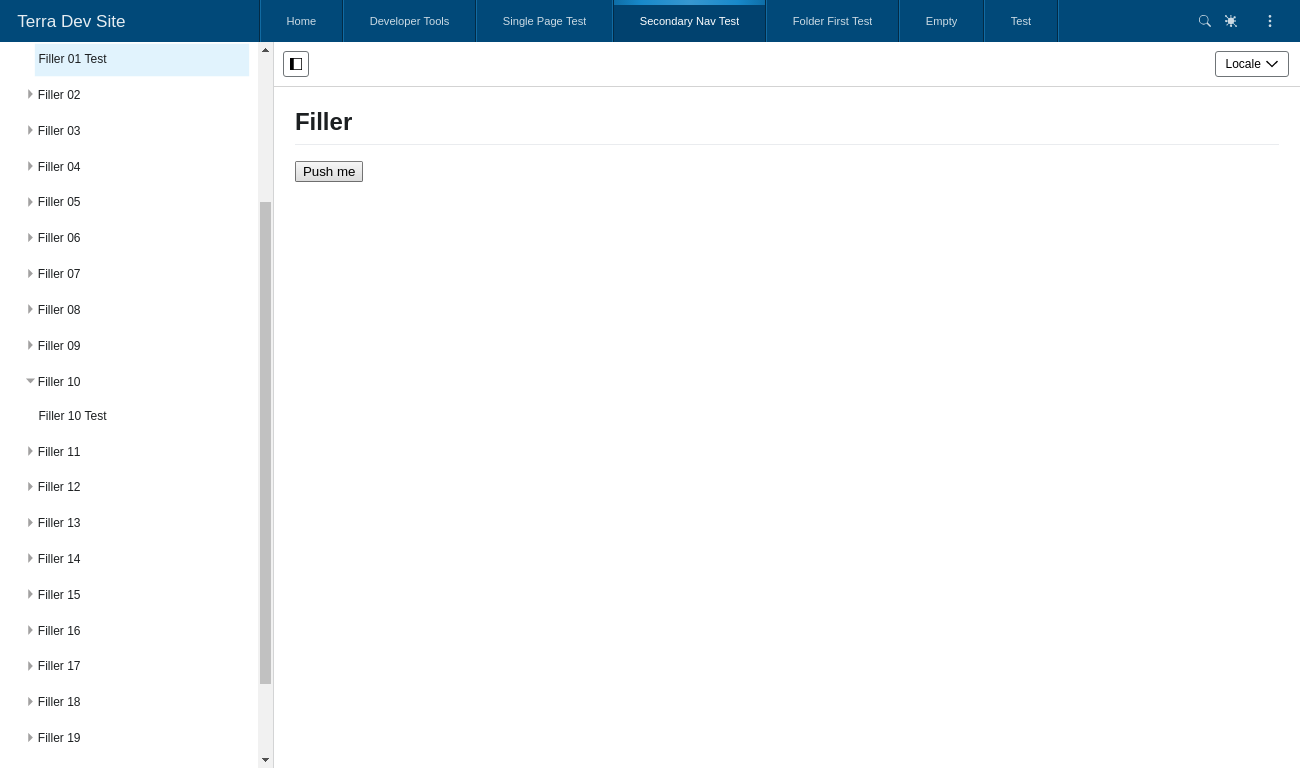 Terra Dev Site
Home
Developer Tools
Single Page Test
Secondary Nav Test
Folder First Test
Empty
Test
Filler 01 Test
Filler 02
Filler 03
Filler 04
Filler 05
Filler 06
Filler 07
Filler 08
Filler 09
Filler 10
Filler 10 Test
Filler 11
Filler 12
Filler 13
Filler 14
Filler 15
Filler 16
Filler 17
Filler 18
Filler 19
Locale
Filler
Push me